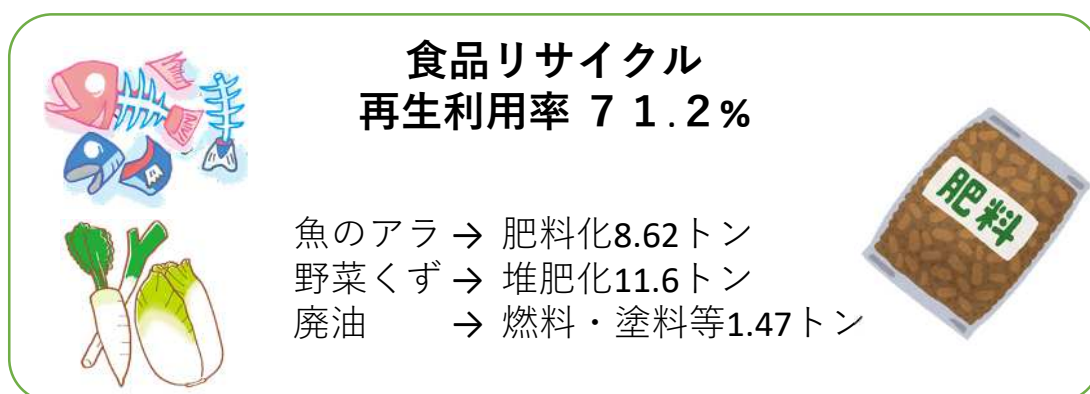 食品リサイクル
再生利用率 ７１.２%
魚のアラ → 肥料化8.62トン
野菜くず → 堆肥化11.6トン
廃油 → 燃料・塗料等1.47トン
肥料